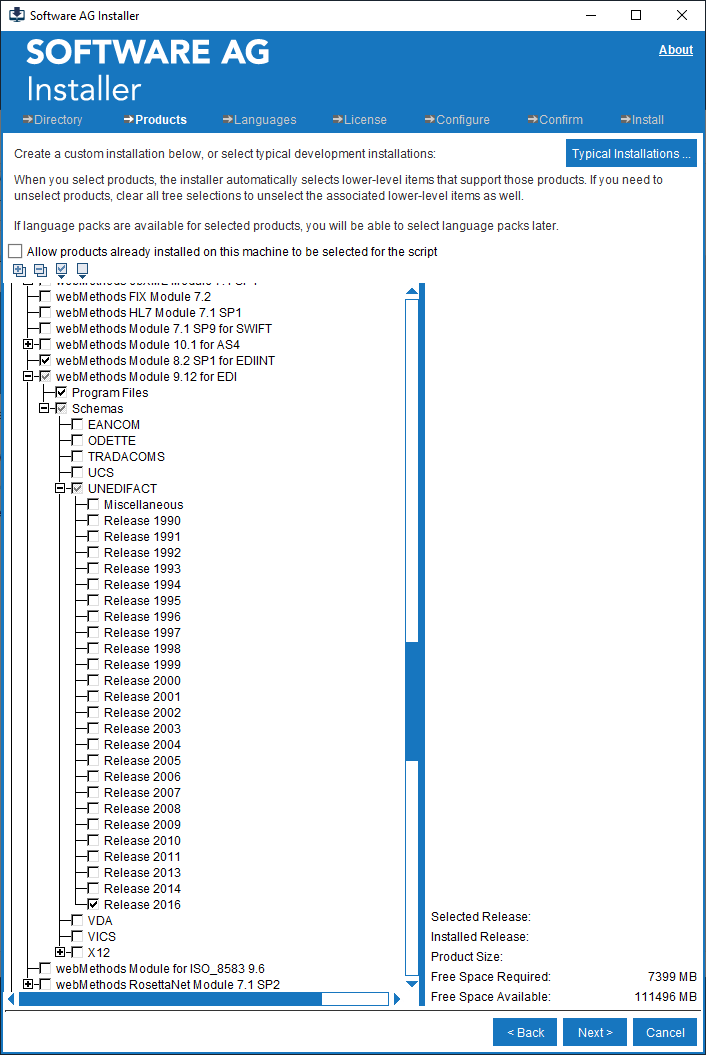 Software AG Installer
SOFTWARE AG
About
Installer
Directory Products Languages License Configure Confirm Install
Create a custom installation below, or select typical development installations:
Typical Installations ...
When you select products, the installer automatically selects lower-level items that support those products. If you need to
unselect products, clear all tree selections to unselect the associated lower-level items as well.
If language packs are available for selected products, you will be able to select language packs later.
Allow products already installed on this machine to be selected for the script
webMethods ebXML Module 7.1 SP1
webMethods FIX Module 7.2
webMethods HL7 Module 7.1 SP1
webMethods Module 7.1 SP9 for SWIFT
webMethods Module 10.1 for AS4
webMethods Module 8.2 SP1 for EDIINT
webMethods Module 9.12 for EDI
Program Files
Schemas
EANCOM
ODETTE
TRADACOMS
UCS
UNEDIFACT
Miscellaneous
Release 1990
Release 1991
Release 1992
Release 1993
Release 1994
Release 1995
Release 1996
Release 1997
Release 1998
Release 1999
Release 2000
Release 2001
Release 2002
Release 2003
Release 2004
Release 2005
Release 2006
Release 2007
Release 2008
Release 2009
Release 2010
Release 2011
Release 2013
Release 2014
Release 2016
VDA
VICS
X12
webMethods Module for ISO_8583 9.6
webMethods RosettaNet Module 7.1 SP2
Selected Release:
Installed Release:
Product Size:
Free Space Required: 7399 MB
Free Space Available: 111496 MB
< Back Next > Cancel